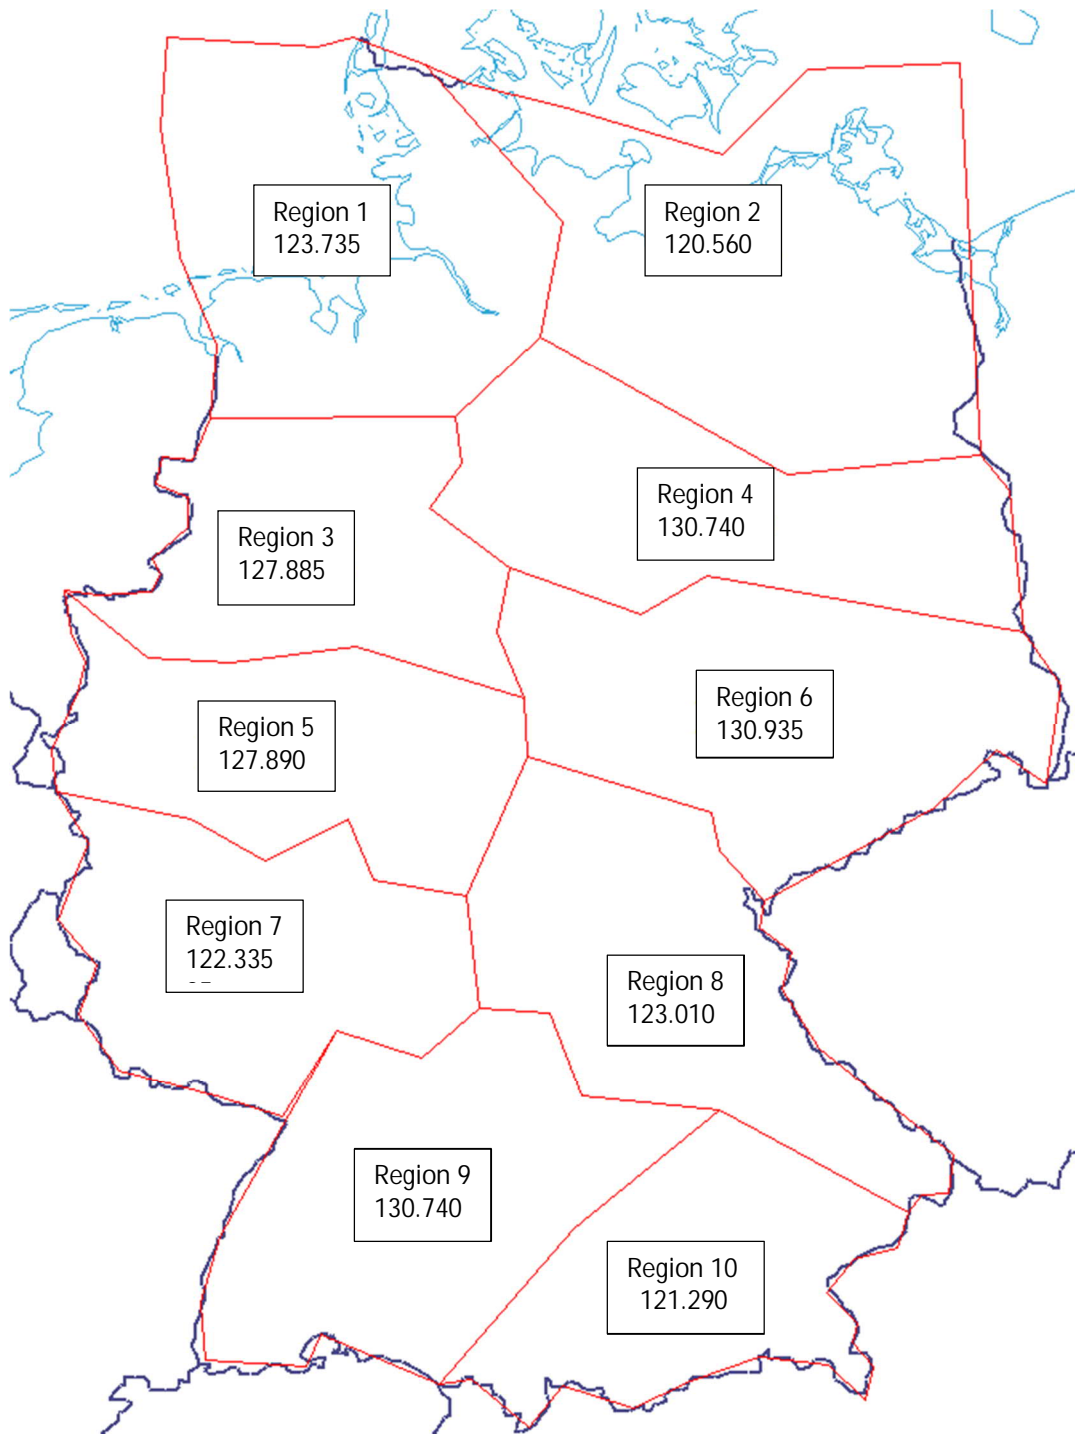 Region 1
123.735
Region 2
120.560
Region 4
130.740
Region 3
127.885
Region 6
130.935
Region 5
127.890
Region 7
122.335
Region 8
123.010
Region 9
130.740
Region 10
121.290